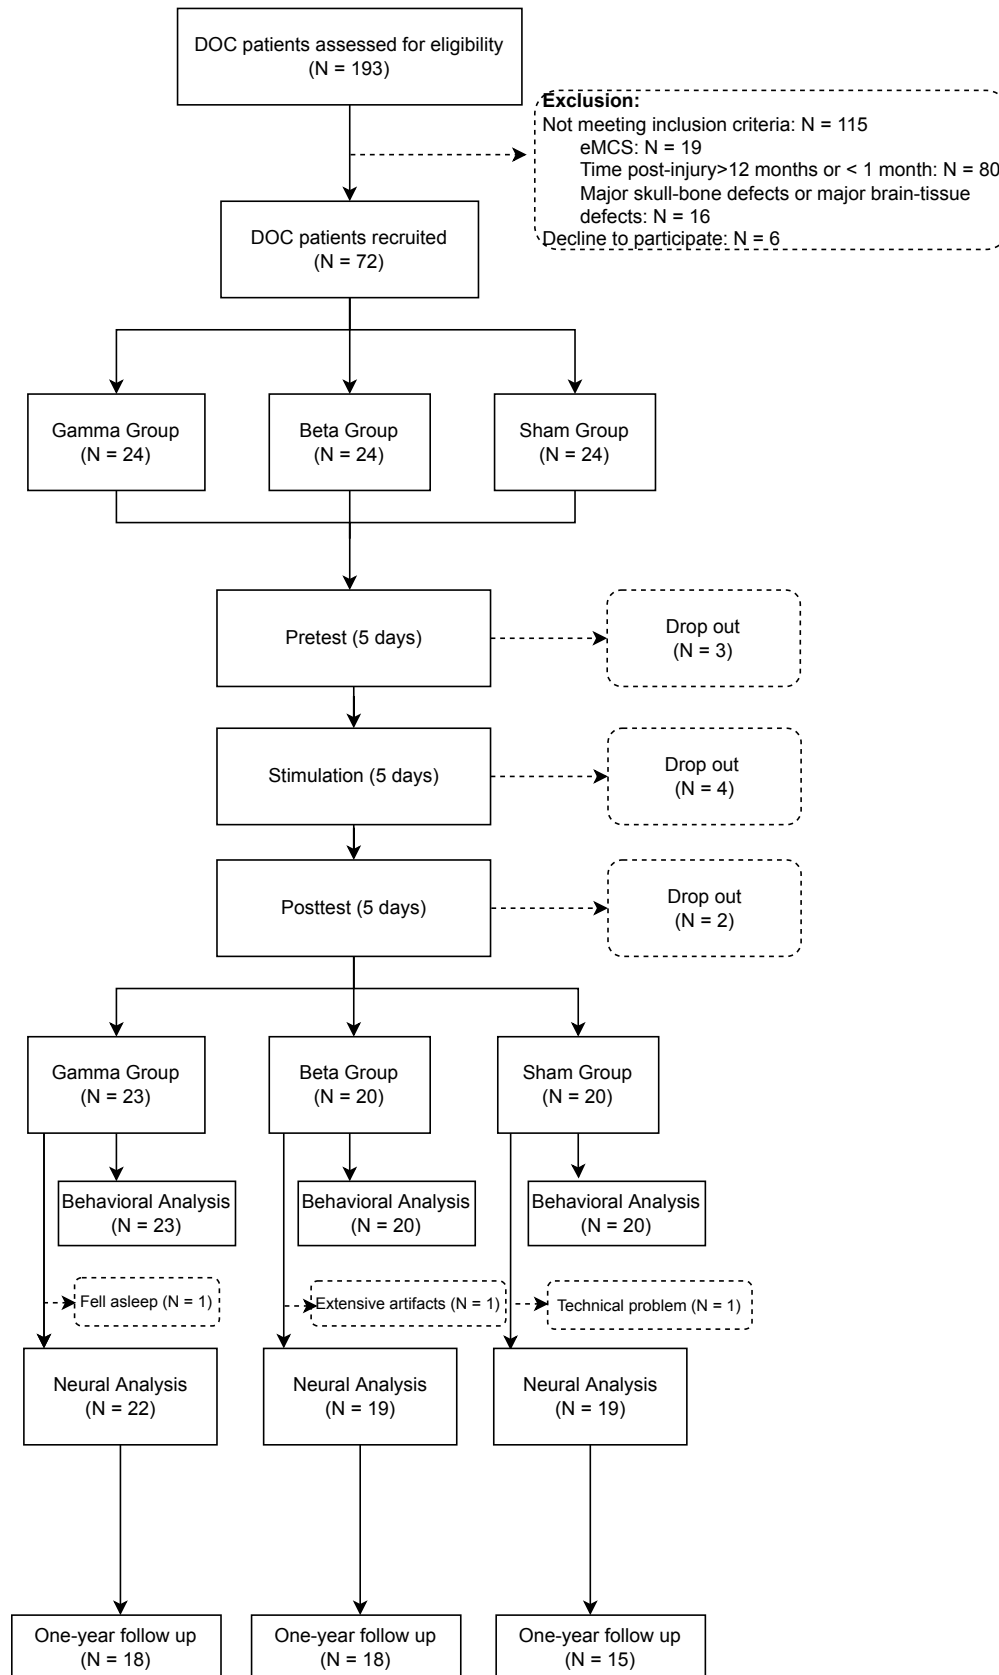 DOC patients assessed for eligibility
(N = 193)
Exclusion:
Not meeting inclusion criteria: N = 115
eMCS: N = 19
Time post-injury>12 months or < 1 month: N = 80
Major skull-bone defects or major brain-tissue
defects: N = 16
Decline to participate: N = 6
DOC patients recruited
(N = 72)
Gamma Group
(N = 24)
Beta Group
(N = 24)
Sham Group
(N = 24)
Pretest (5 days)
Drop out
(N = 3)
Stimulation (5 days)
Drop out
(N = 4)
Posttest (5 days)
Drop out
(N = 2)
Gamma Group
(N = 23)
Beta Group
(N = 20)
Sham Group
(N = 20)
Behavioral Analysis
(N = 23)
Behavioral Analysis
(N = 20)
Behavioral Analysis
(N = 20)
Fell asleep (N = 1)
Extensive artifacts (N = 1)
Technical problem (N = 1)
Neural Analysis
(N = 22)
Neural Analysis
(N = 19)
Neural Analysis
(N = 19)
One-year follow up
(N = 18)
One-year follow up
(N = 18)
One-year follow up
(N = 15)